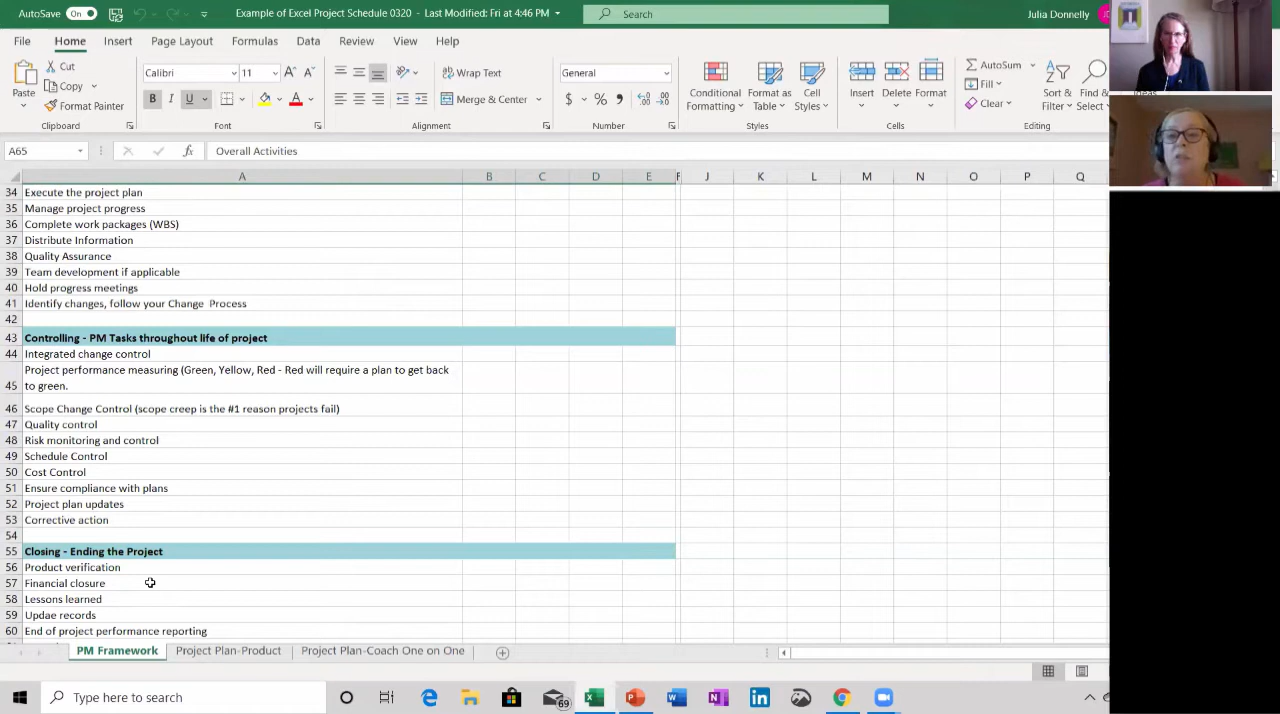 AutoSave On Example of Excel Project Schedule 0320 - Last Modified: Fri at 4:46 PM Search Julia Donnelly
File Home Insert Page Layout Formulas Data Review View Help
Paste Cut Calibri 11 Wrap Text General Conditional Formatting Format as Table Cell Styles Insert Delete Format AutoSum Sort & Filter Find &
Copy Merge & Center Fill Ideas
Format Painter B I U $ % Clear
Clipboard Font Alignment Number Styles Cells Editing
A65 fx Overall Activities
A B C D E F J K L M N O P Q
34 Execute the project plan
35 Manage project progress
36 Complete work packages (WBS)
37 Distribute Information
38 Quality Assurance
39 Team development if applicable
40 Hold progress meetings
41 Identify changes, follow your Change  Process
42
43 Controlling - PM Tasks throughout life of project
44 Integrated change control
45 Project performance measuring (Green, Yellow, Red - Red will require a plan to get back
to green.
46 Scope Change Control (scope creep is the #1 reason projects fail)
47 Quality control
48 Risk monitoring and control
49 Schedule Control
50 Cost Control
51 Ensure compliance with plans
52 Project plan updates
53 Corrective action
54
55 Closing - Ending the Project
56 Product verification
57 Financial closure
58 Lessons learned
59 Updae records
60 End of project performance reporting
PM Framework Project Plan-Product Project Plan-Coach One on One
Type here to search 69